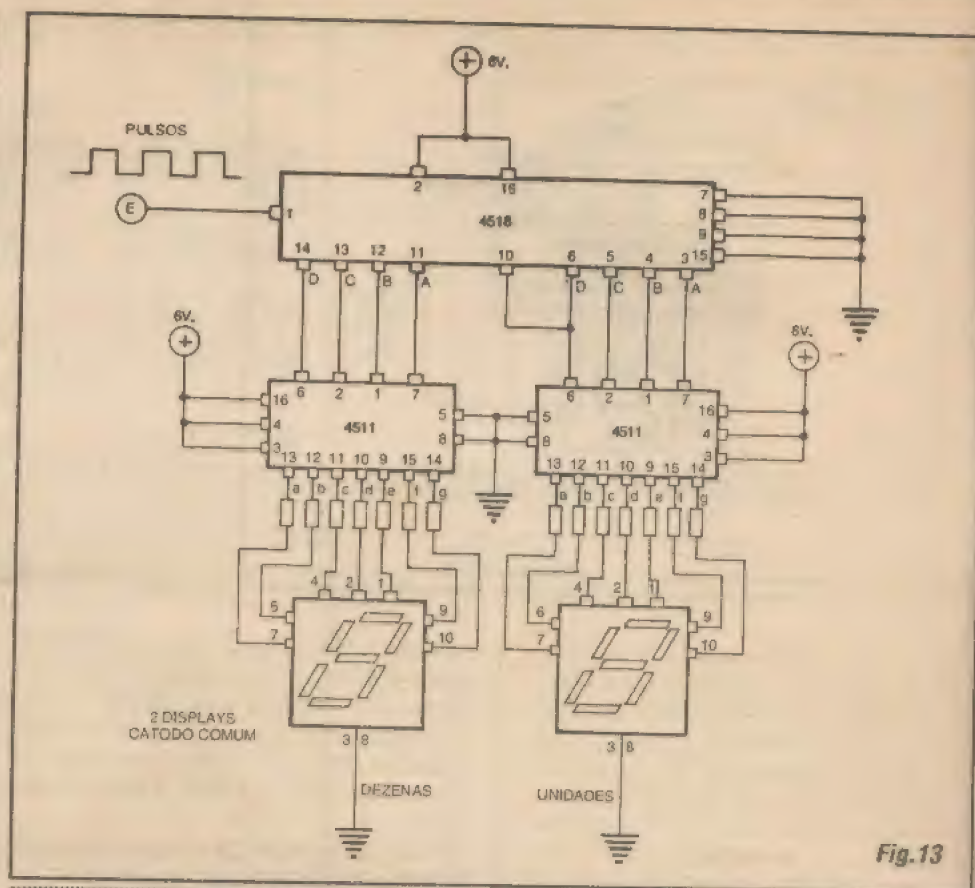 6V.
PULSOS
E
1
2
16
4518
7
8
9
15
14
13
12
11
10
6
5
4
3
D
C
B
A
D
C
B
A
6V.
6V.
6
2
1
7
16
4
3
4511
5
8
13
12
11
10
9
15
14
a
b
c
d
e
f
g
6
2
1
7
5
8
4511
16
4
3
13
12
11
10
9
15
14
a
b
c
d
e
f
g
4
2
1
9
7
10
4
2
1
6
9
7
10
2 DISPLAYS
CATODO COMUM
3 8
3 8
DEZENAS
UNIDADES
Fig.13